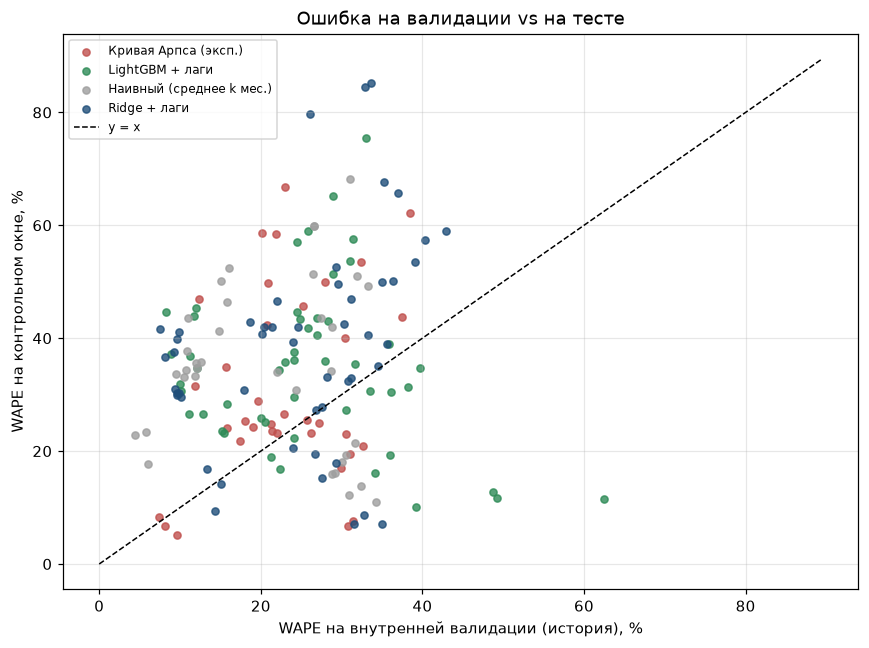 Ошибка на валидации vs на тесте
Кривая Арпса (эксп.)
LightGBM + лаги
Наивный (среднее k мес.)
Ridge + лаги
y = x
WAPE на контрольном окне, %
80
60
40
20
0
0 20 40 60 80
WAPE на внутренней валидации (история), %